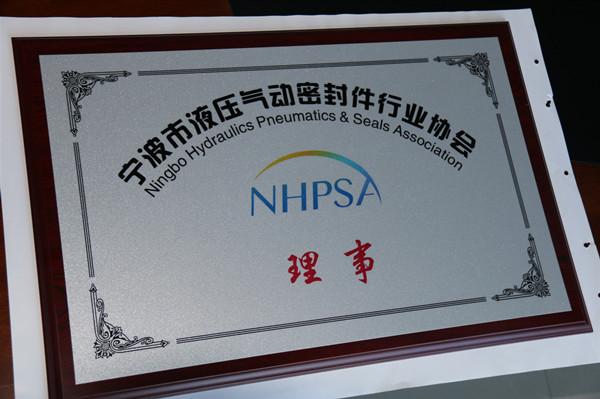 宁波市液压气动密封件行业协会
Ningbo Hydraulics Pneumatics & Seals Association
NHPSA
理事